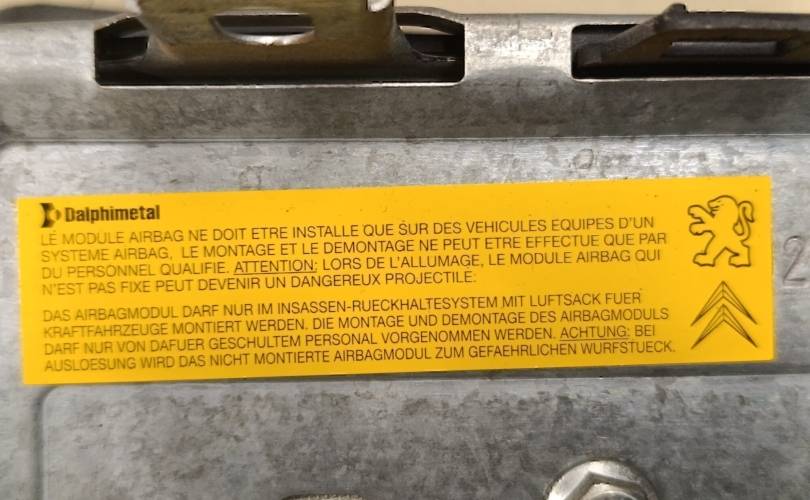 Dalphimetal
LE MODULE AIRBAG NE DOIT ETRE INSTALLE QUE SUR DES VEHICULES EQUIPES D'UN
SYSTEME AIRBAG, LE MONTAGE ET LE DEMONTAGE NE PEUT ETRE EFFECTUE QUE PAR
DU PERSONNEL QUALIFIE. ATTENTION: LORS DE L'ALLUMAGE, LE MODULE AIRBAG QUI
N'EST PAS FIXE PEUT DEVENIR UN DANGEREUX PROJECTILE:
DAS AIRBAGMODUL DARF NUR IM INSASSEN-RUECKHALTESYSTEM MIT LUFTSACK FUER
KRAFTFAHRZEUGE MONTIERT WERDEN. DIE MONTAGE UND DEMONTAGE DES AIRBAGMODULS
DARF NUR VON DAFUER GESCHULTEM PERSONAL VORGENOMMEN WERDEN. ACHTUNG: BEI
AUSLOESUNG WIRD DAS NICHT MONTIERTE AIRBAGMODUL ZUM GEFAEHRLICHEN WURFSTUECK.
2